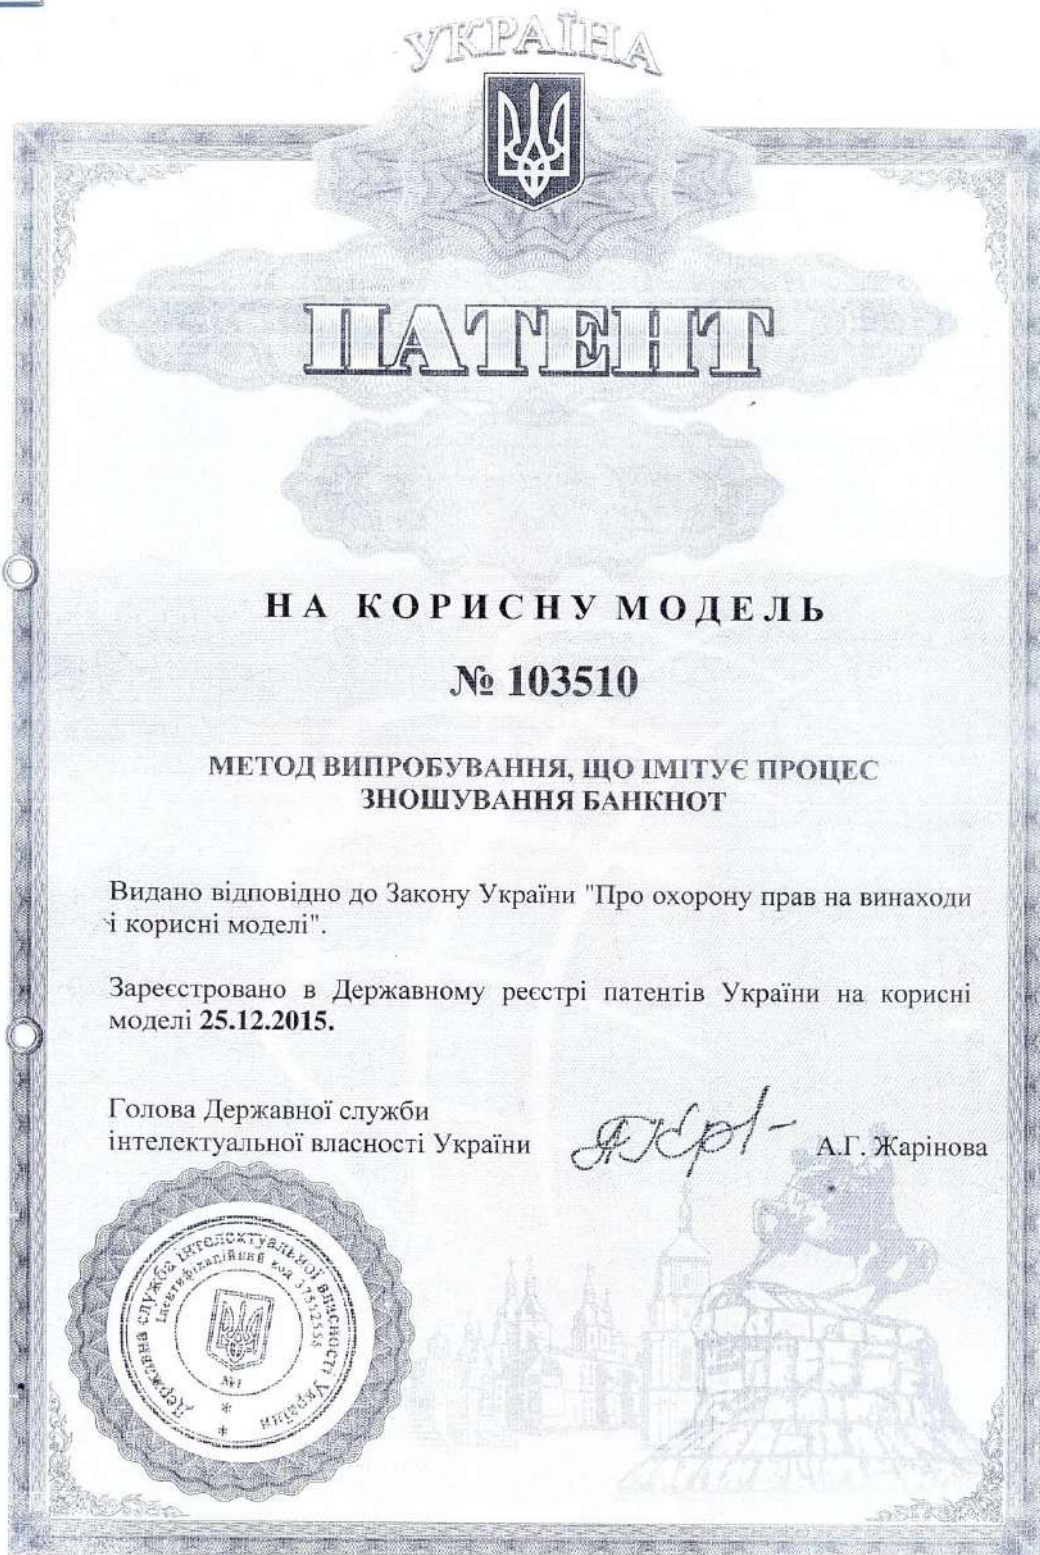 УКРАЇНА
ПАТЕНТ
НА КОРИСНУ МОДЕЛЬ
№ 103510
МЕТОД ВИПРОБУВАННЯ, ЩО ІМІТУЄ ПРОЦЕС
ЗНОШУВАННЯ БАНКНОТ
Видано відповідно до Закону України "Про охорону прав на винаходи
і корисні моделі".
Зареєстровано в Державному реєстрі патентів України на корисні
моделі 25.12.2015.
Голова Державної служби
інтелектуальної власності України
А.Г. Жарінова
Державна служба інтелектуальної власності України
Ідентифікаційний код
№1